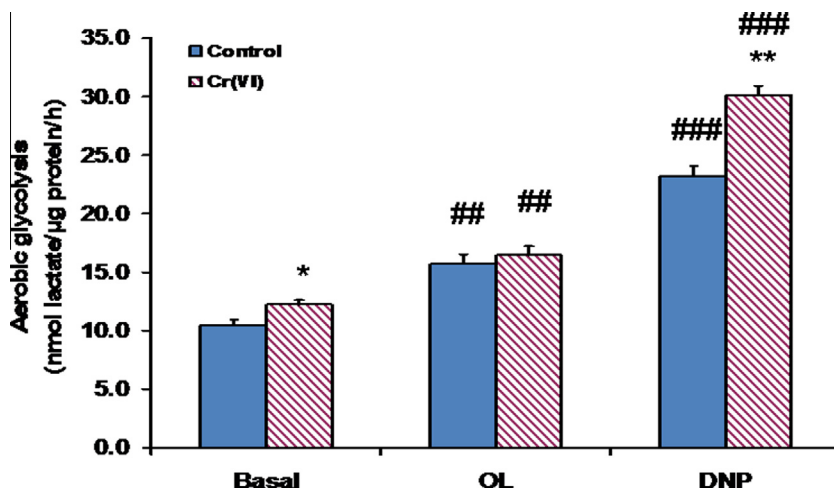 Aerobic glycolysis
(nmol lactate/µg protein/h)
35.0
30.0
25.0
20.0
15.0
10.0
5.0
0.0
Control
Cr(VI)
*
##
##
###
###
**
Basal
OL
DNP